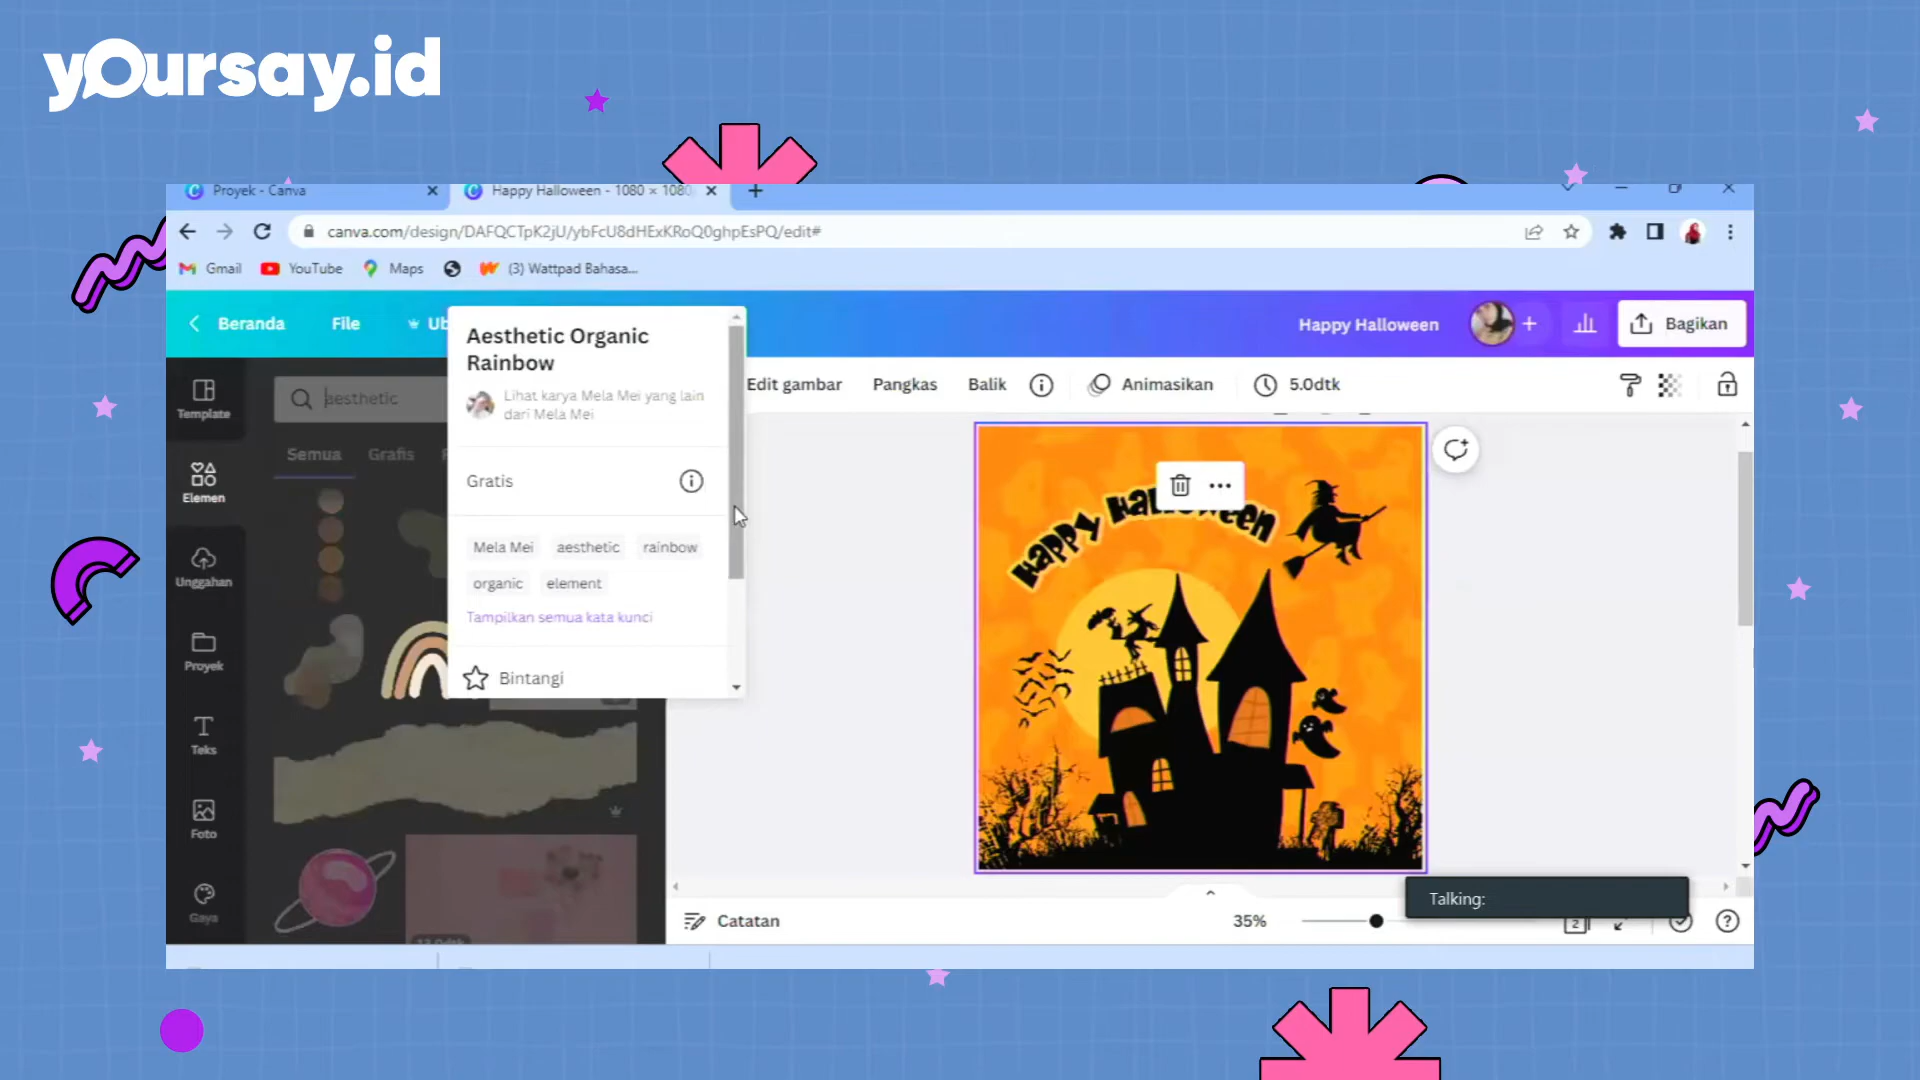 yoursay.id
Proyek - Canva
Happy Halloween - 1080 × 1080
canva.com/design/DAFQCTpK2jU/ybFcU8dHExKRoQ0ghpEsPQ/edit#
Gmail
YouTube
Maps
(3) Wattpad Bahasa...
Beranda
File
Ub
Happy Halloween
Bagikan
Aesthetic Organic
Rainbow
Lihat karya Mela Mei yang lain
dari Mela Mei
Gratis
Mela Mei
aesthetic
rainbow
organic
element
Tampilkan semua kata kunci
Bintangi
Edit gambar
Pangkas
Balik
Animasikan
5.0dtk
Template
Elemen
Unggahan
Proyek
Teks
Foto
Gaya
aesthetic
Semua
Grafis
Happy Halloween
Talking:
Catatan
35%
2